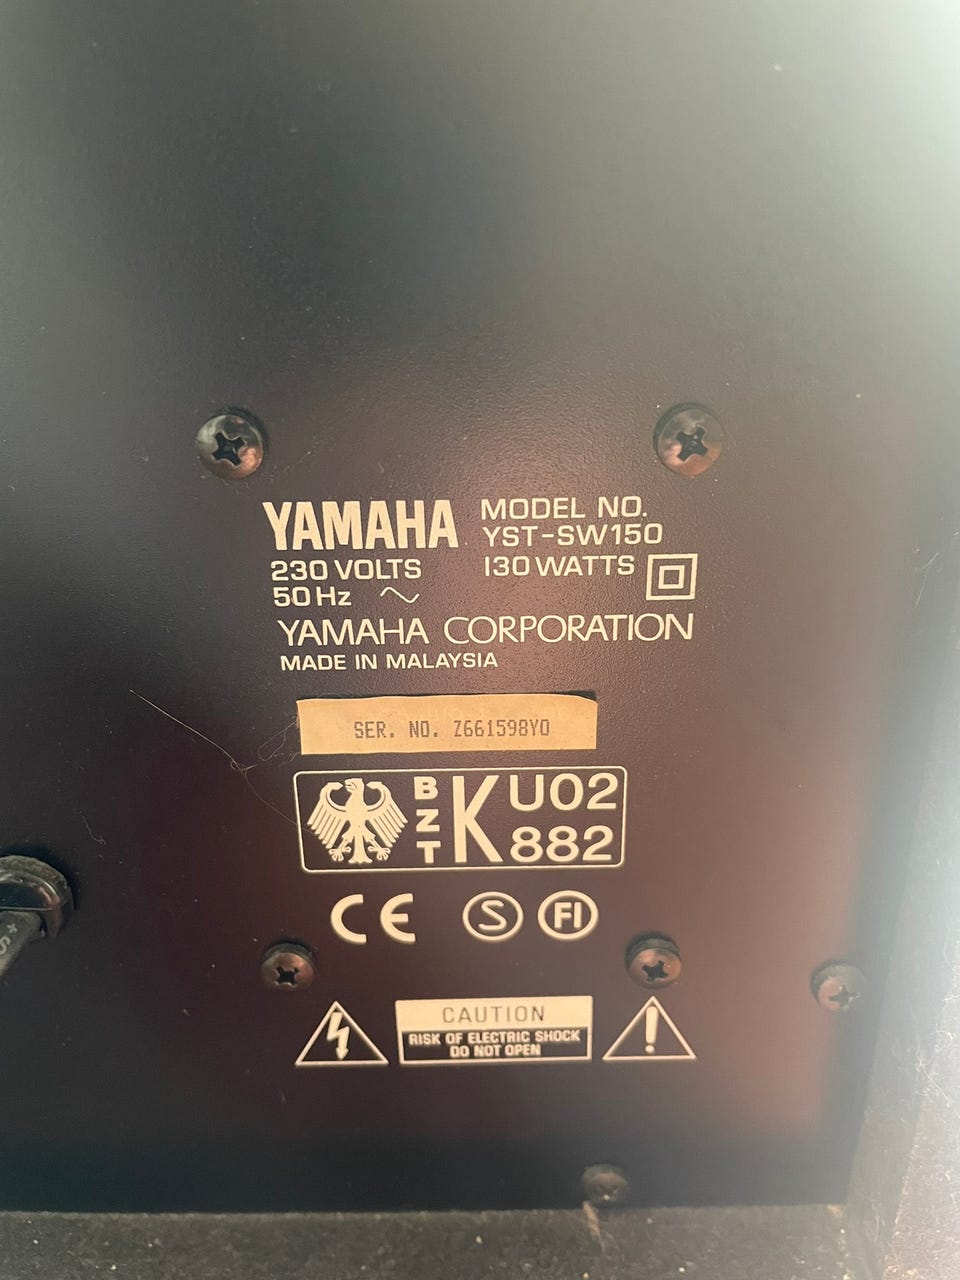 YAMAHA
MODEL NO.
YST-SW150
230 VOLTS
130 WATTS
50 Hz
YAMAHA CORPORATION
MADE IN MALAYSIA
SER. NO. Z661598YO
BZT K U02
882
CE S FI
CAUTION
RISK OF ELECTRIC SHOCK
DO NOT OPEN